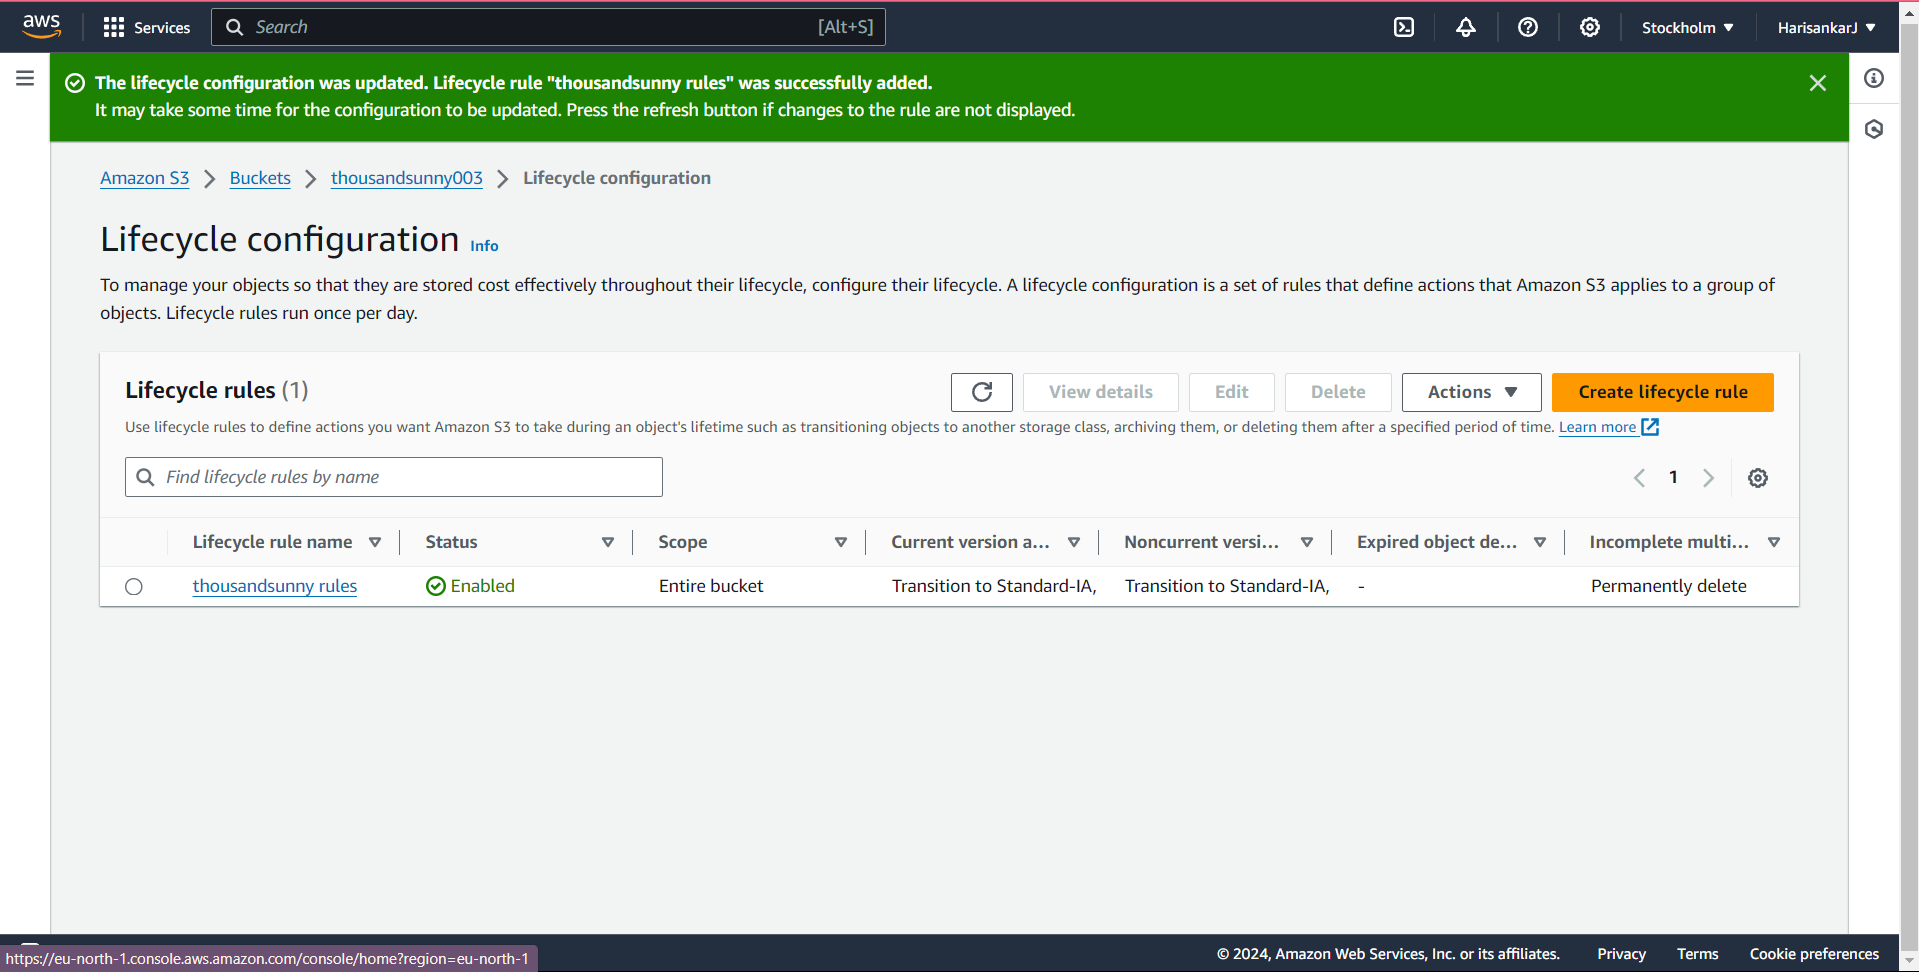 aws
Services
Search
[Alt+S]
Stockholm
HarisankarJ
The lifecycle configuration was updated. Lifecycle rule "thousandsunny rules" was successfully added.
It may take some time for the configuration to be updated. Press the refresh button if changes to the rule are not displayed.
Amazon S3
Buckets
thousandsunny003
Lifecycle configuration
Lifecycle configuration Info
To manage your objects so that they are stored cost effectively throughout their lifecycle, configure their lifecycle. A lifecycle configuration is a set of rules that define actions that Amazon S3 applies to a group of
objects. Lifecycle rules run once per day.
Lifecycle rules (1)
View details
Edit
Delete
Actions
Create lifecycle rule
Use lifecycle rules to define actions you want Amazon S3 to take during an object's lifetime such as transitioning objects to another storage class, archiving them, or deleting them after a specified period of time. Learn more
Find lifecycle rules by name
1
Lifecycle rule name
Status
Scope
Current version a...
Noncurrent versi...
Expired object de...
Incomplete multi...
thousandsunny rules
Enabled
Entire bucket
Transition to Standard-IA,
Transition to Standard-IA,
-
Permanently delete
© 2024, Amazon Web Services, Inc. or its affiliates.
Privacy
Terms
Cookie preferences
https://eu-north-1.console.aws.amazon.com/console/home?region=eu-north-1